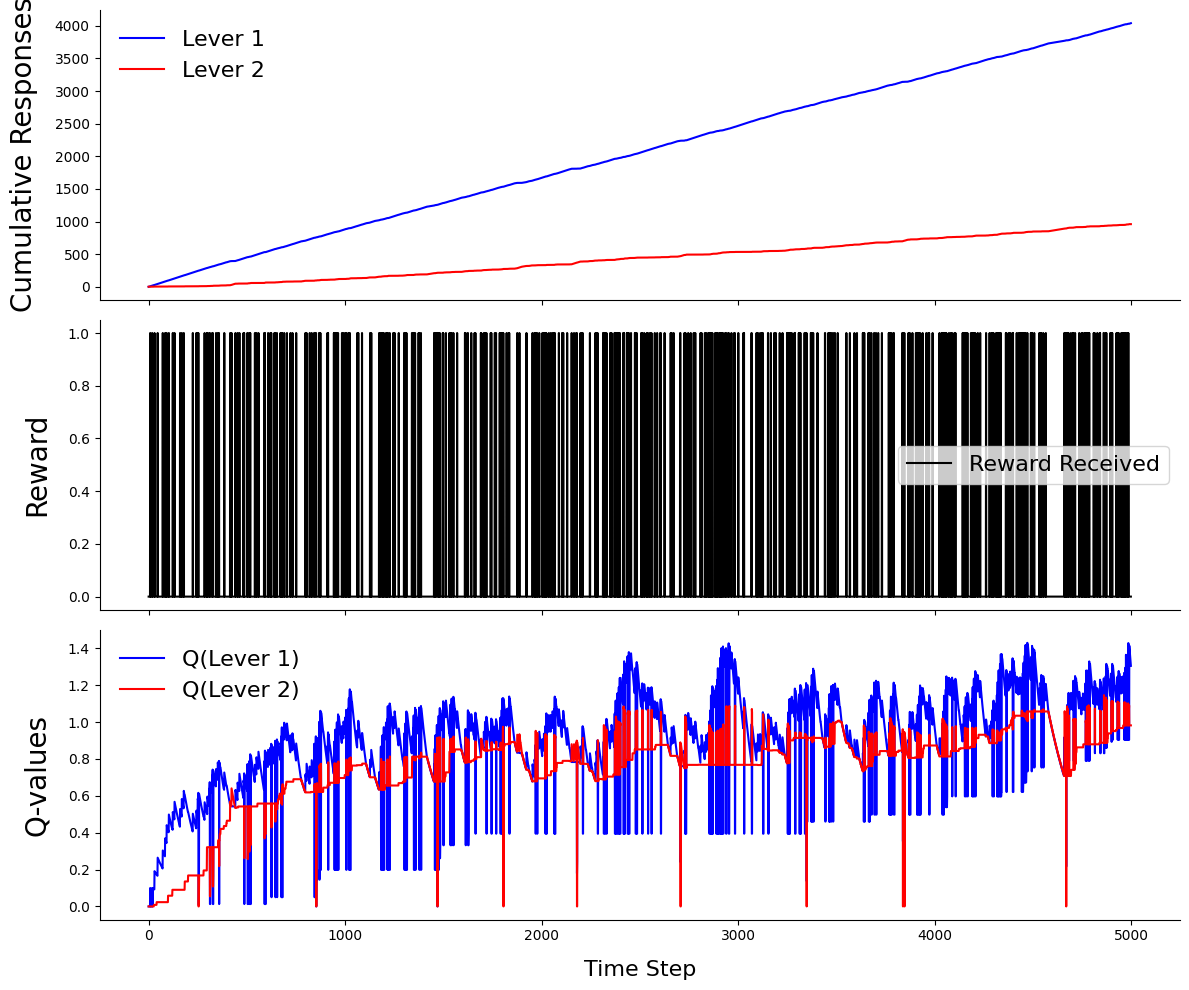 Cumulative Responses
4000
3500
3000
2500
2000
1500
1000
500
0
Lever 1
Lever 2
Reward
1.0
0.8
0.6
0.4
0.2
0.0
Reward Received
Q-values
1.4
1.2
1.0
0.8
0.6
0.4
0.2
0.0
Q(Lever 1)
Q(Lever 2)
0 1000 2000 3000 4000 5000
Time Step